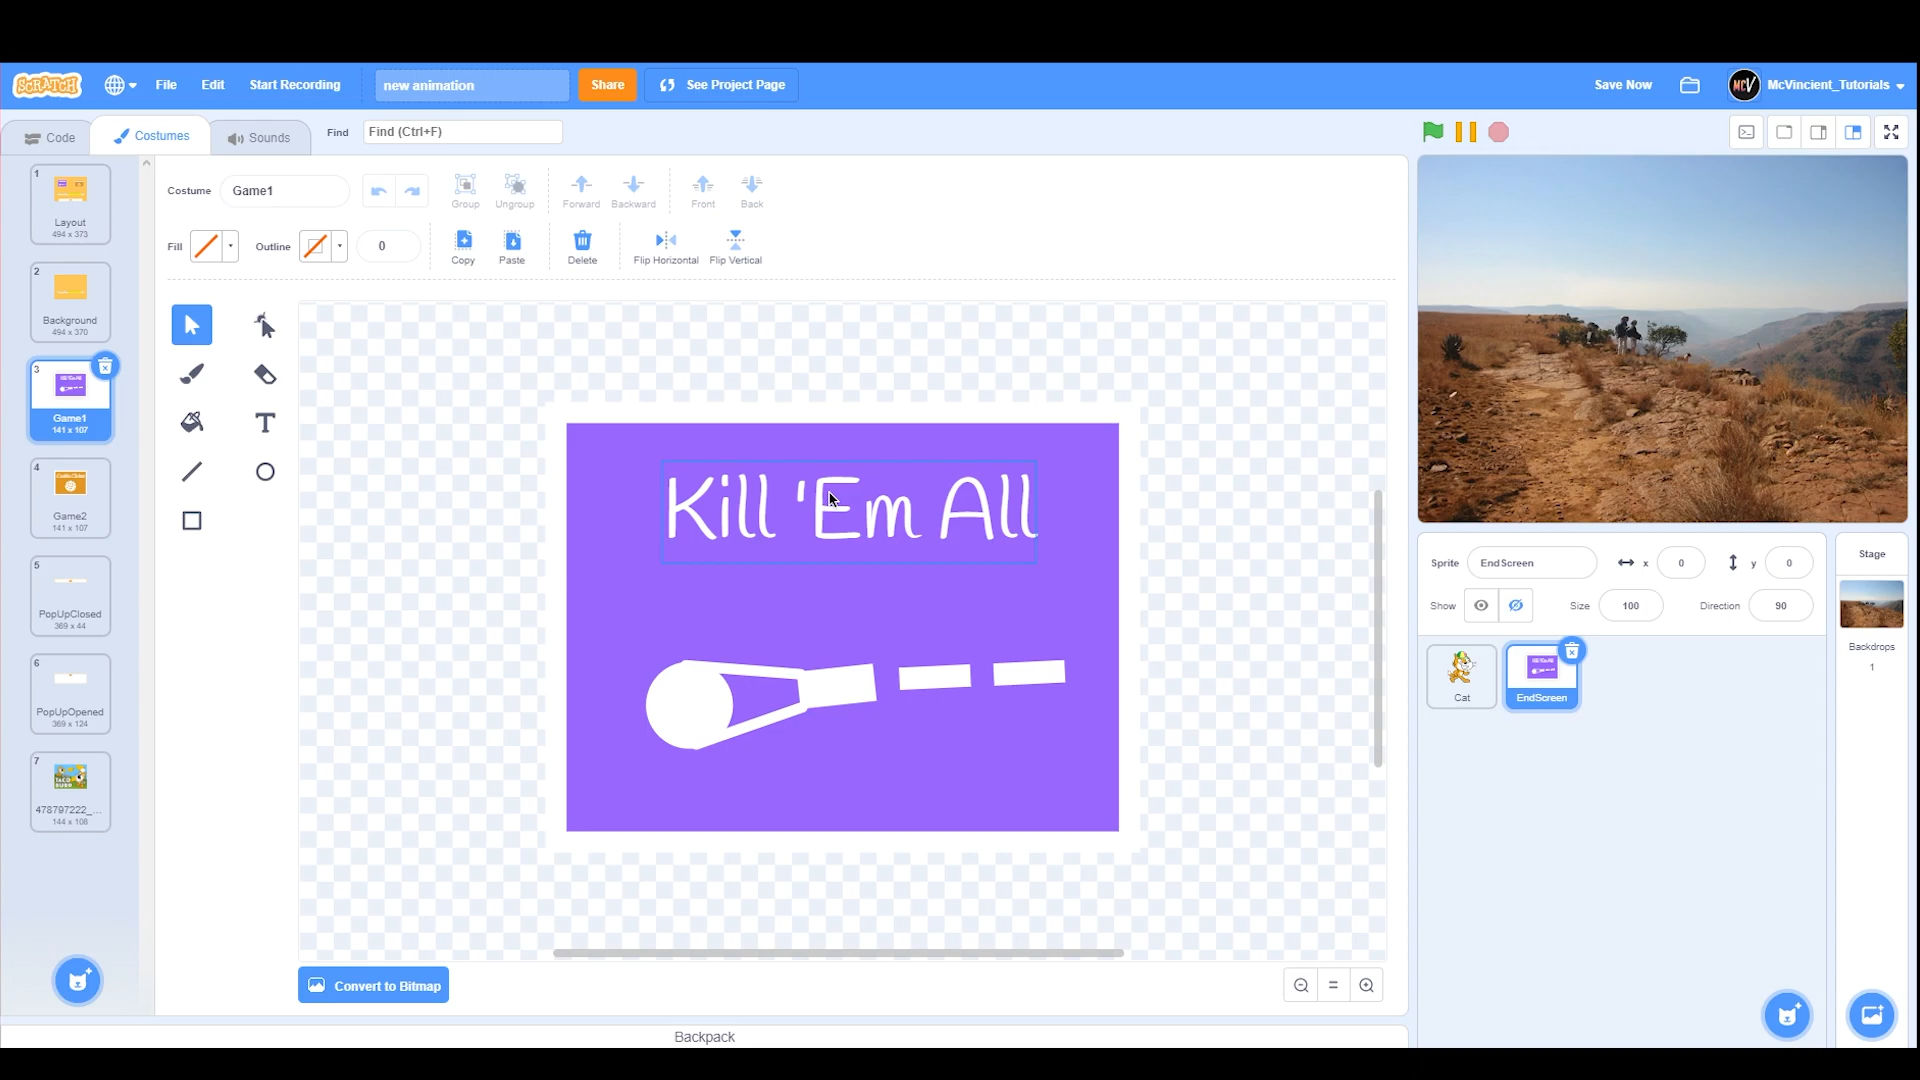 SCRATCH
File
Edit
Start Recording
new animation
Share
See Project Page
Save Now
MCV
McVincient_Tutorials
Code
Costumes
Sounds
Find
Find (Ctrl+F)
Costume
Game1
Group
Ungroup
Forward
Backward
Front
Back
Fill
Outline
0
Copy
Paste
Delete
Flip Horizontal
Flip Vertical
1
Layout
494 x 373
2
Background
494 x 370
3
Game1
141 x 107
4
Game2
141 x 107
5
PopUpClosed
369 x 44
6
PopUpOpened
369 x 124
7
TACO
BURP
478797222_...
144 x 108
Kill 'Em All
Convert to Bitmap
Backpack
Sprite
EndScreen
x
0
y
0
Show
Size
100
Direction
90
Cat
EndScreen
Stage
Backdrops
1